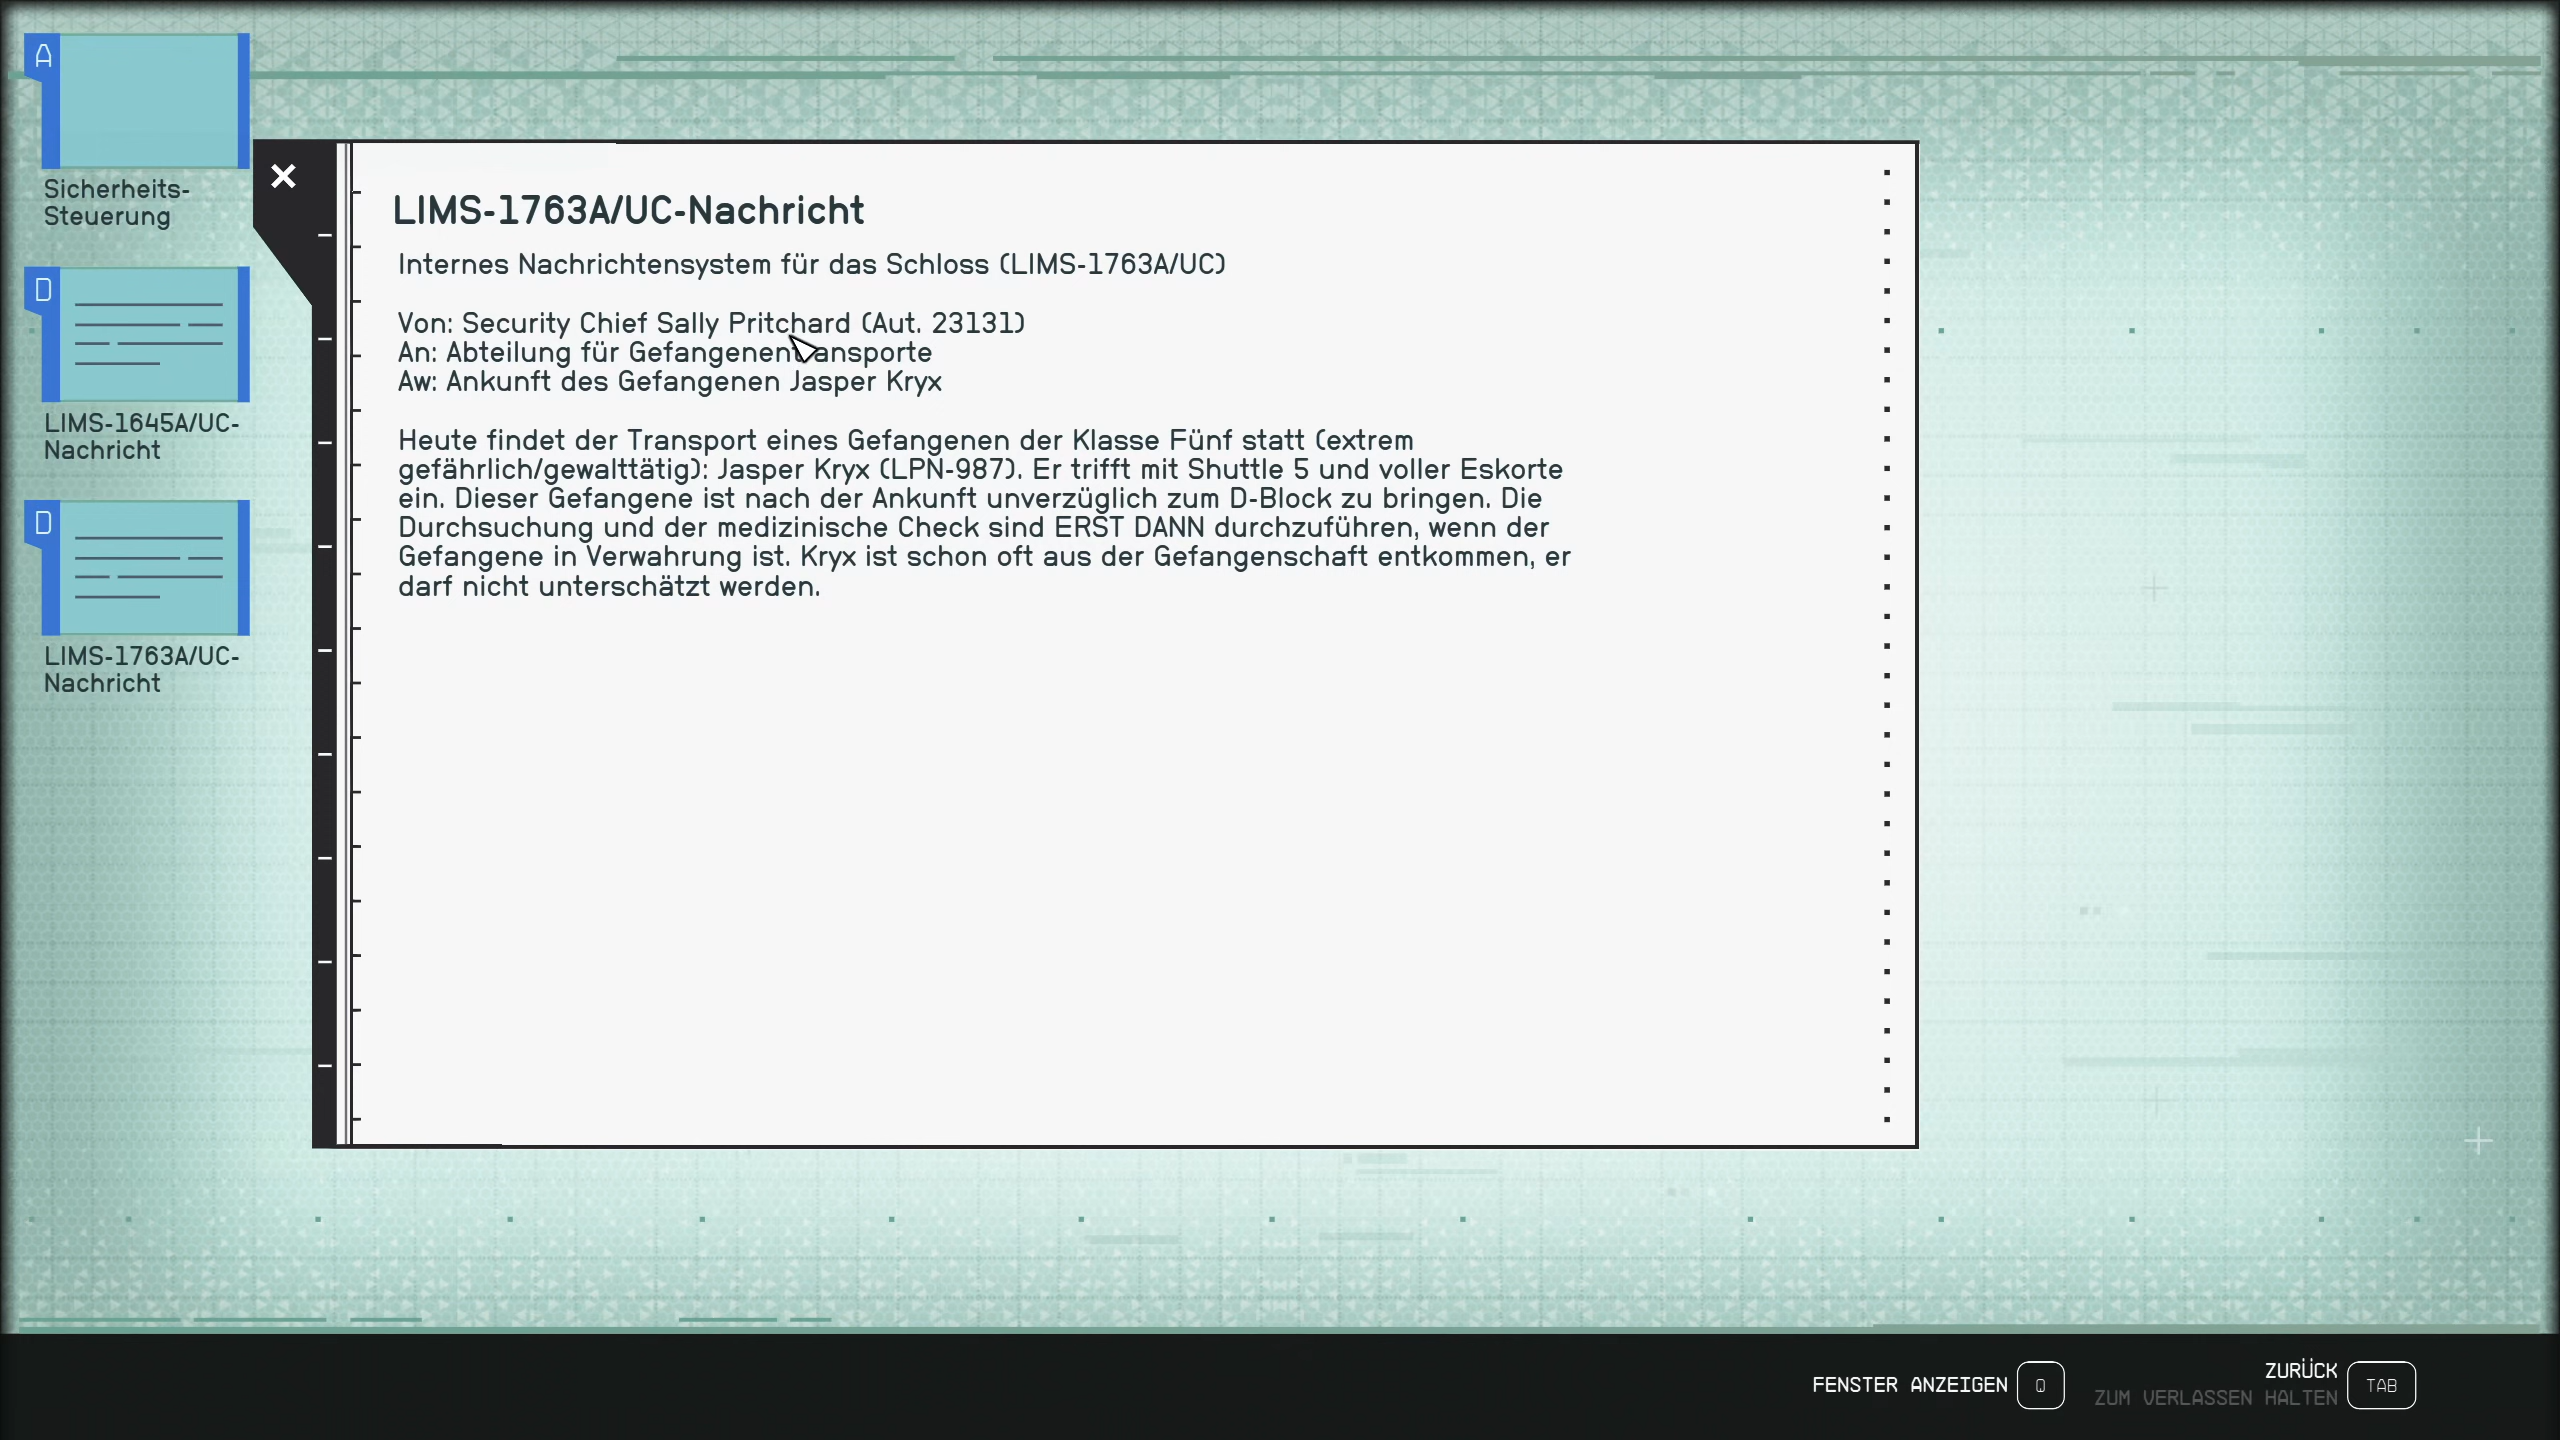 A
Sicherheits-
Steuerung
D
LIMS-1645A/UC-
Nachricht
D
LIMS-1763A/UC-
Nachricht
LIMS-1763A/UC-Nachricht
Internes Nachrichtensystem für das Schloss (LIMS-1763A/UC)
Von: Security Chief Sally Pritchard (Aut. 23131)
An: Abteilung für Gefangenentransporte
Aw: Ankunft des Gefangenen Jasper Kryx
Heute findet der Transport eines Gefangenen der Klasse Fünf statt (extrem
gefährlich/gewalttätig): Jasper Kryx (LPN-987). Er trifft mit Shuttle 5 und voller Eskorte
ein. Dieser Gefangene ist nach der Ankunft unverzüglich zum D-Block zu bringen. Die
Durchsuchung und der medizinische Check sind ERST DANN durchzuführen, wenn der
Gefangene in Verwahrung ist. Kryx ist schon oft aus der Gefangenschaft entkommen, er
darf nicht unterschätzt werden.
FENSTER ANZEIGEN Q
ZURÜCK TAB
ZUM VERLASSEN HALTEN